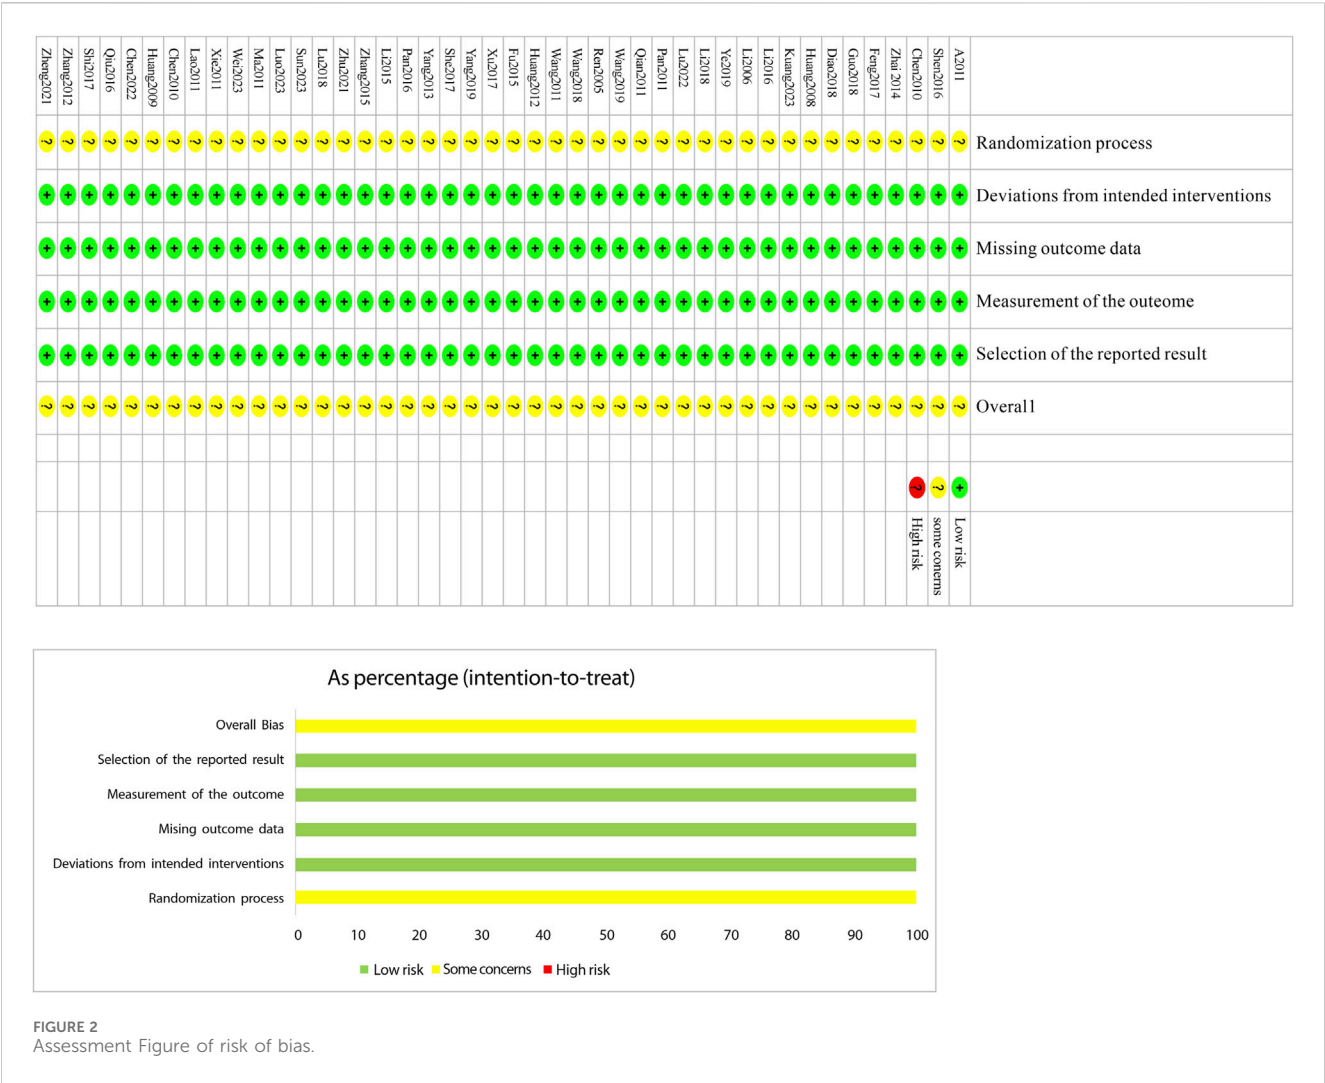 Zheng2021
Zhang2012
Shi2017
Qiu2016
Chen2022
Huang2009
Chen2010
Lao2011
Xie2011
Wei2023
Ma2011
Luo2023
Sun2023
Lu2018
Zhu2021
Zhang2015
Li2015
Pan2016
Yang2013
She2017
Yang2019
Xu2017
Fu2015
Huang2012
Wang2011
Wang2018
Ren2005
Wang2019
Qian2011
Pan2011
Lu2022
Li2018
Ye2019
Li2006
Li2016
Kuang2023
Huang2008
Diao2018
Guo2018
Feng2017
Zhai 2014
Chen2010
Shen2016
A2011
? ? ? ? ? ? ? ? ? ? ? ? ? ? ? ? ? ? ? ? ? ? ? ? ? ? ? ? ? ? ? ? ? ? ? ? ? ? ? ? ? ? ? ? Randomization process
+ + + + + + + + + + + + + + + + + + + + + + + + + + + + + + + + + + + + + + + + + + + + Deviations from intended interventions
+ + + + + + + + + + + + + + + + + + + + + + + + + + + + + + + + + + + + + + + + + + + + Missing outcome data
+ + + + + + + + + + + + + + + + + + + + + + + + + + + + + + + + + + + + + + + + + + + + Measurement of the outeome
+ + + + + + + + + + + + + + + + + + + + + + + + + + + + + + + + + + + + + + + + + + + + Selection of the reported result
? ? ? ? ? ? ? ? ? ? ? ? ? ? ? ? ? ? ? ? ? ? ? ? ? ? ? ? ? ? ? ? ? ? ? ? ? ? ? ? ? ? ? ? Overal1
? ? +
High risk
some conerns
Low risk
As percentage (intention-to-treat)
Overall Bias
Selection of the reported result
Measurement of the outcome
Mising outcome data
Deviations from intended interventions
Randomization process
0 10 20 30 40 50 60 70 80 90 100
Low risk Some concerns High risk
FIGURE 2
Assessment Figure of risk of bias.